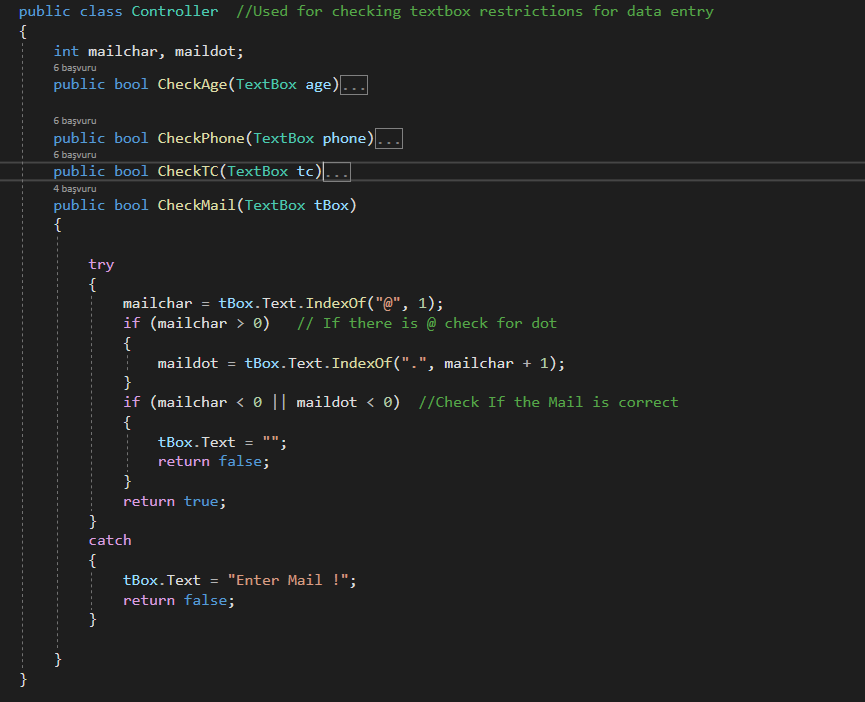 public class Controller  //Used for checking textbox restrictions for data entry
{
int mailchar, maildot;
6 başvuru
public bool CheckAge(TextBox age)...
6 başvuru
public bool CheckPhone(TextBox phone)...
6 başvuru
public bool CheckTC(TextBox tc)...
4 başvuru
public bool CheckMail(TextBox tBox)
{
try
{
mailchar = tBox.Text.IndexOf("@", 1);
if (mailchar > 0)   // If there is @ check for dot
{
maildot = tBox.Text.IndexOf(".", mailchar + 1);
}
if (mailchar < 0 || maildot < 0)  //Check If the Mail is correct
{
tBox.Text = "";
return false;
}
return true;
}
catch
{
tBox.Text = "Enter Mail !";
return false;
}
}
}